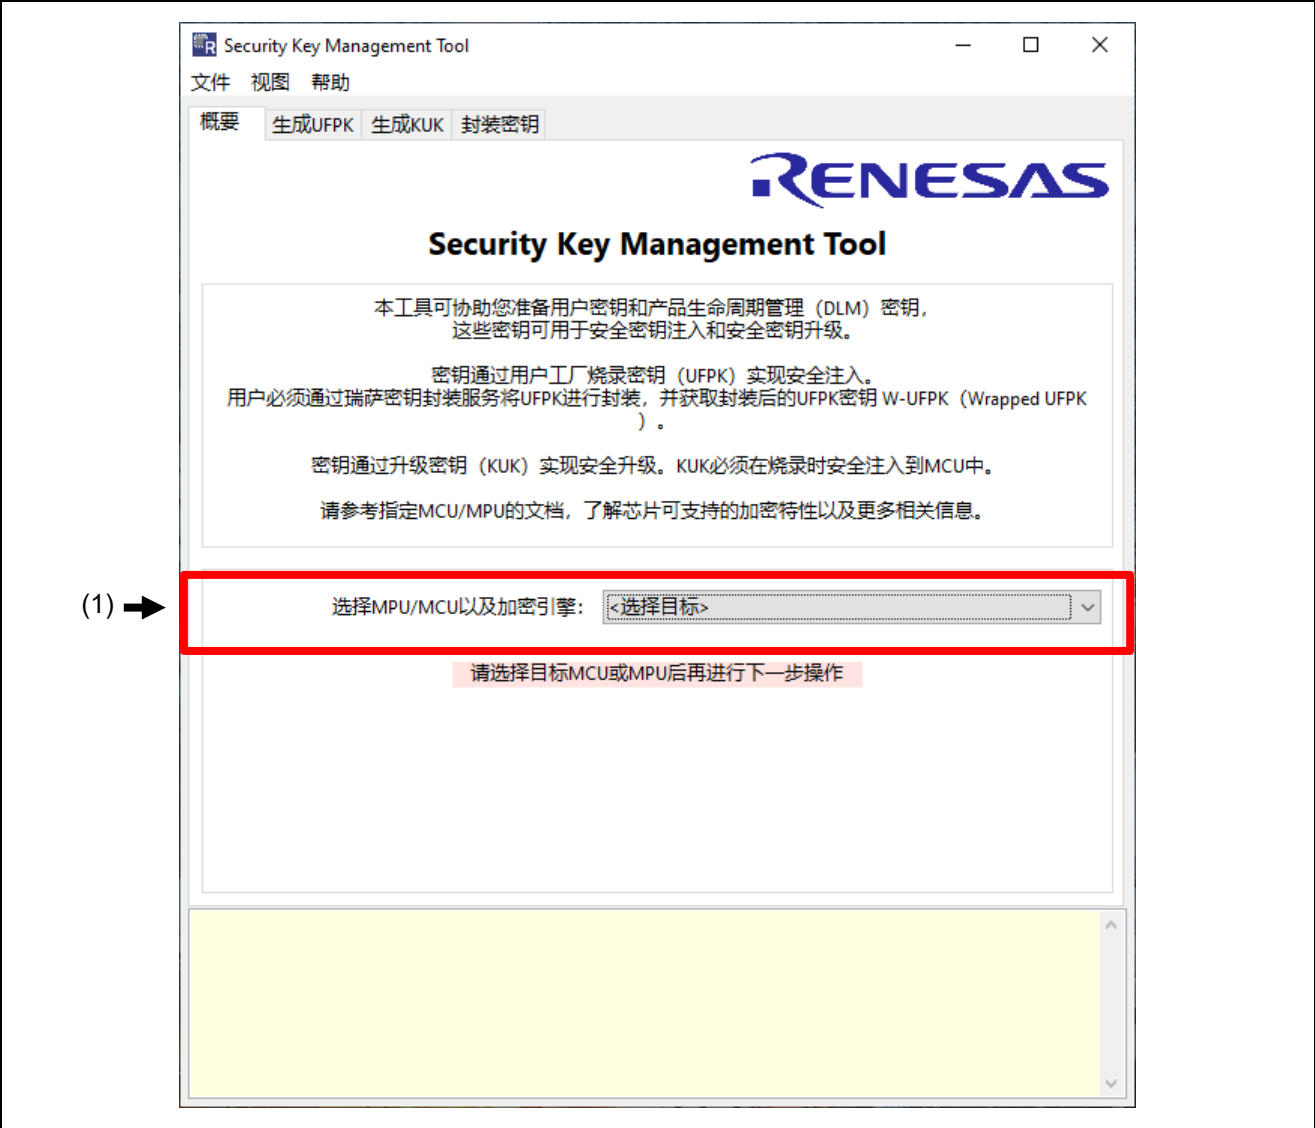 Security Key Management Tool
文件 视图 帮助
概要 生成UFPK 生成KUK 封装密钥
RENESAS
Security Key Management Tool
本工具可协助您准备用户密钥和产品生命周期管理（DLM）密钥，
这些密钥可用于安全密钥注入和安全密钥升级。
密钥通过用户工厂烧录密钥（UFPK）实现安全注入。
用户必须通过瑞萨密钥封装服务将UFPK进行封装，并获取封装后的UFPK密钥 W-UFPK（Wrapped UFPK
）。
密钥通过升级密钥（KUK）实现安全升级。KUK必须在烧录时安全注入到MCU中。
请参考指定MCU/MPU的文档，了解芯片可支持的加密特性以及更多相关信息。
(1)
选择MPU/MCU以及加密引擎： <选择目标>
请选择目标MCU或MPU后再进行下一步操作